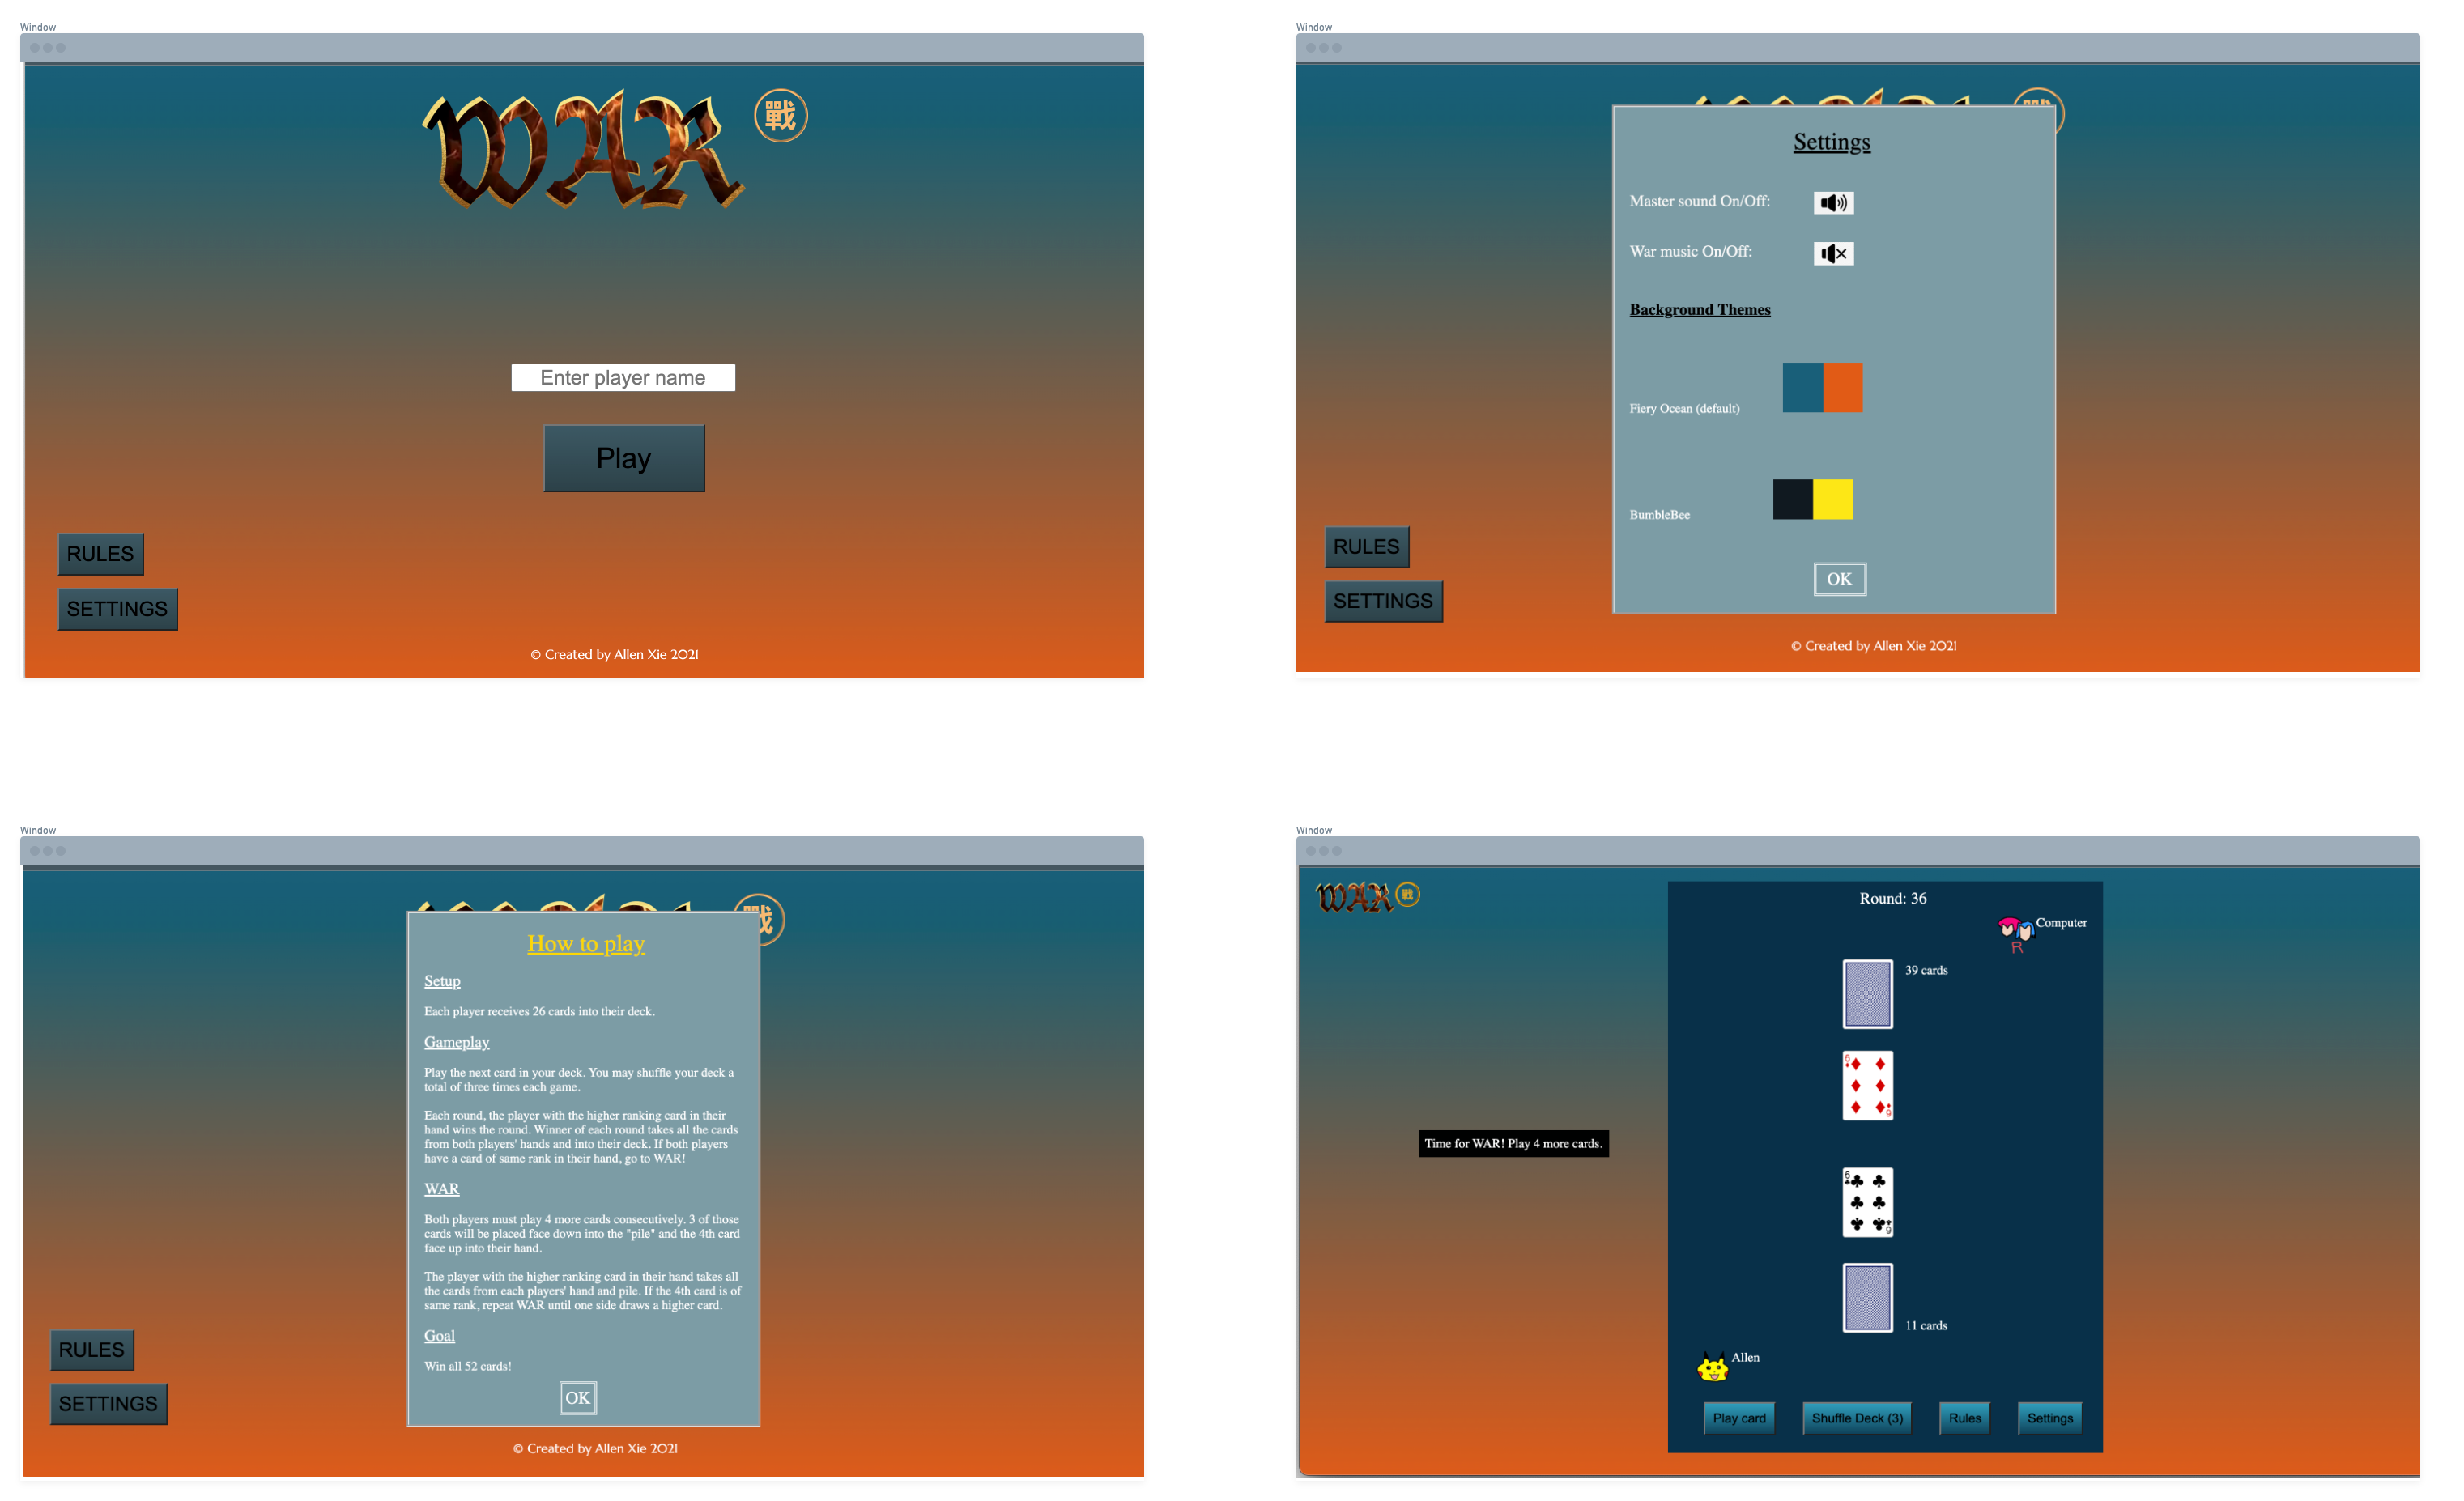 Window
WAR 戰
Enter player name
Play
RULES
SETTINGS
© Created by Allen Xie 2021
Window
Settings
Master sound On/Off:
War music On/Off:
Background Themes
Fiery Ocean (default)
BumbleBee
OK
RULES
SETTINGS
© Created by Allen Xie 2021
Window
How to play
Setup
Each player receives 26 cards into their deck.
Gameplay
Play the next card in your deck. You may shuffle your deck a
total of three times each game.
Each round, the player with the higher ranking card in their
hand wins the round. Winner of each round takes all the cards
from both players' hands and into their deck. If both players
have a card of same rank in their hand, go to WAR!
WAR
Both players must play 4 more cards consecutively. 3 of those
cards will be placed face down into the "pile" and the 4th card
face up into their hand.
The player with the higher ranking card in their hand takes all
the cards from each players' hand and pile. If the 4th card is of
same rank, repeat WAR until one side draws a higher card.
Goal
Win all 52 cards!
OK
RULES
SETTINGS
© Created by Allen Xie 2021
Window
WAR 戰
Round: 36
Computer
R
39 cards
6
6
Time for WAR! Play 4 more cards.
6
6
11 cards
Allen
Play card
Shuffle Deck (3)
Rules
Settings